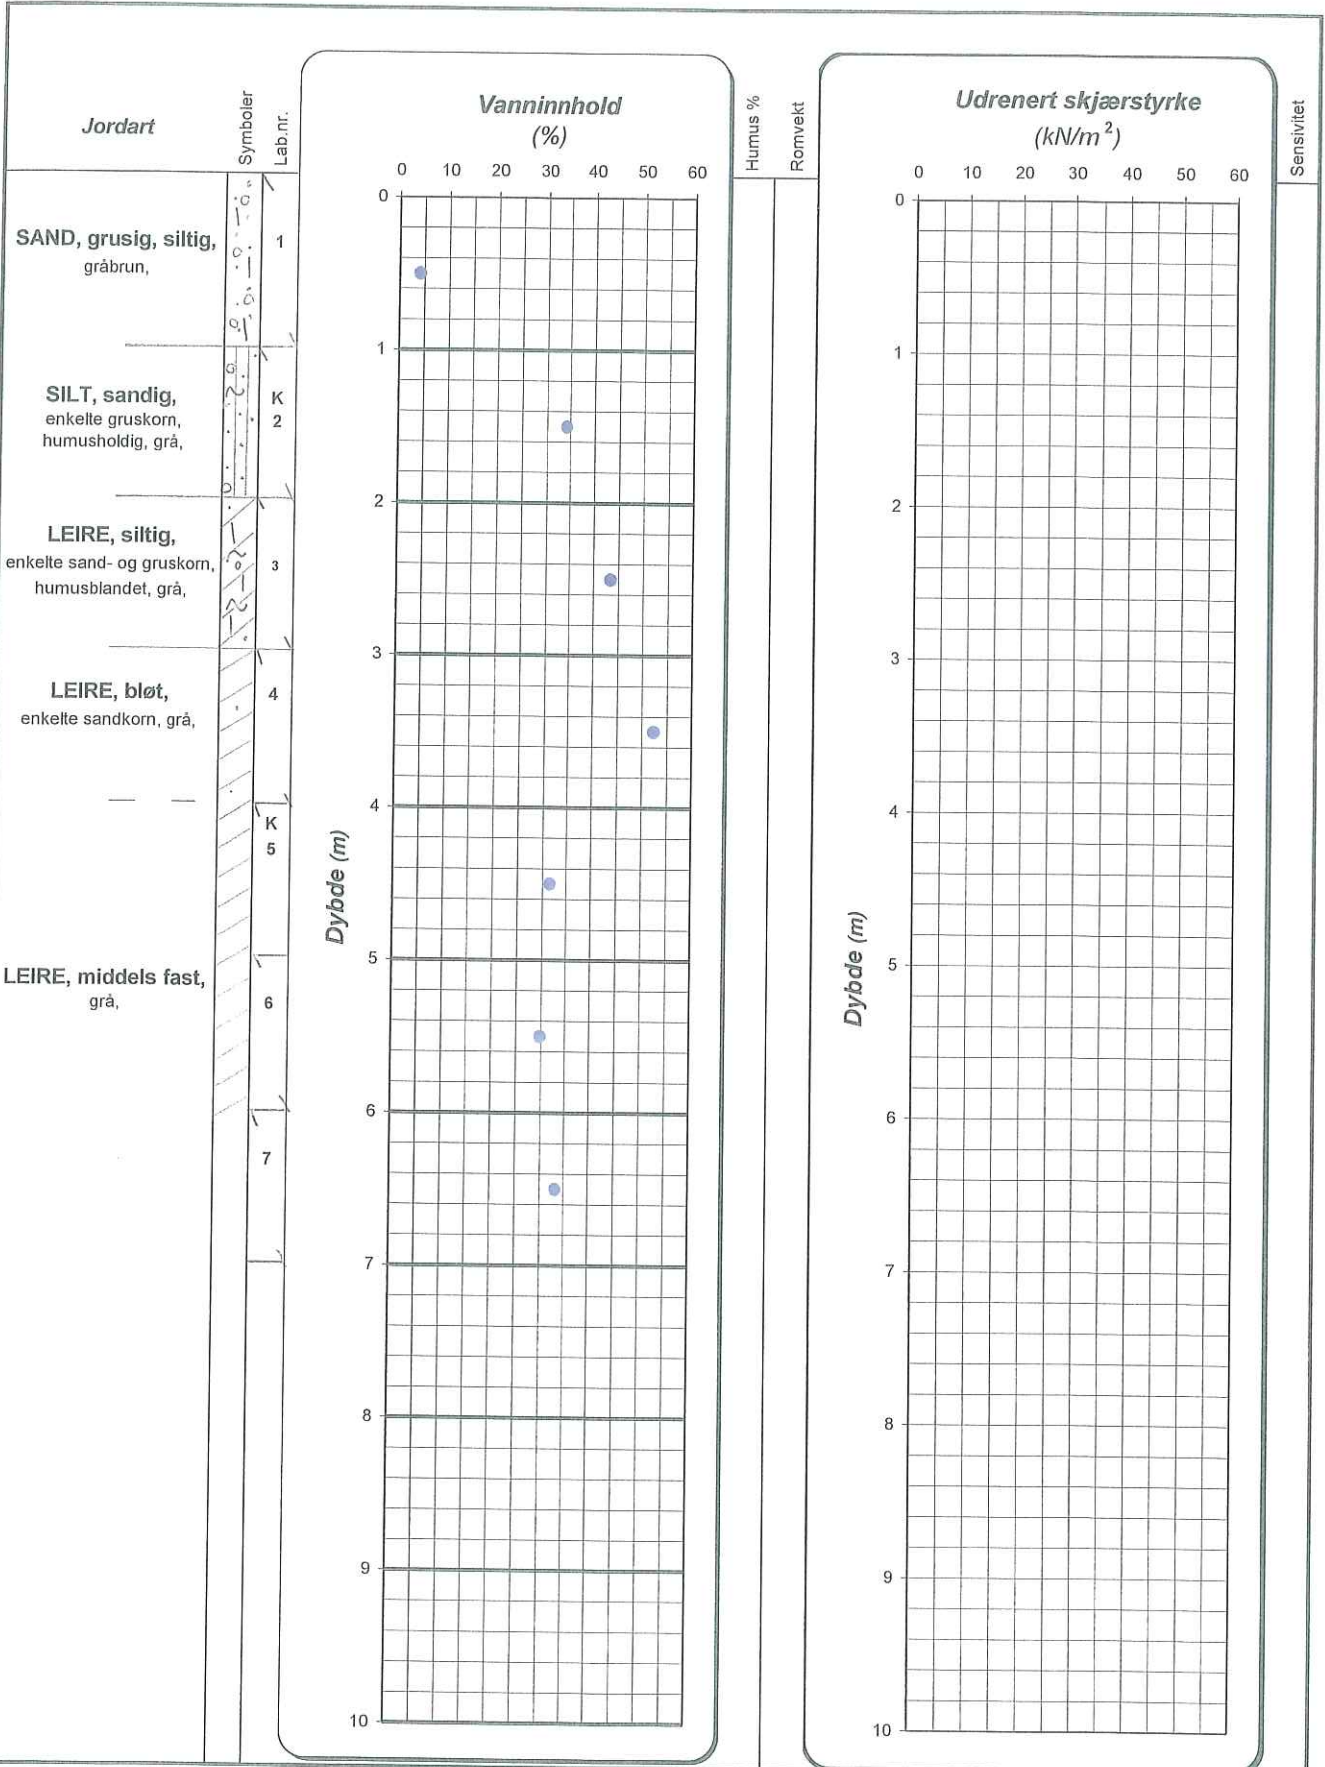 Jordart
Symboler
Lab.nr.
Vanninnhold
(%)
Humus %
Romvekt
Udrenert skjærstyrke
(kN/m²)
Sensivitet
0 10 20 30 40 50 60
0 10 20 30 40 50 60
SAND, grusig, siltig,
gråbrun,
SILT, sandig,
enkelte gruskorn,
humusholdig, grå,
LEIRE, siltig,
enkelte sand- og gruskorn,
humusblandet, grå,
LEIRE, bløt,
enkelte sandkorn, grå,
LEIRE, middels fast,
grå,
1
K
2
3
4
K
5
6
7
Dybde (m)
0
1
2
3
4
5
6
7
8
9
10
Dybde (m)
0
1
2
3
4
5
6
7
8
9
10